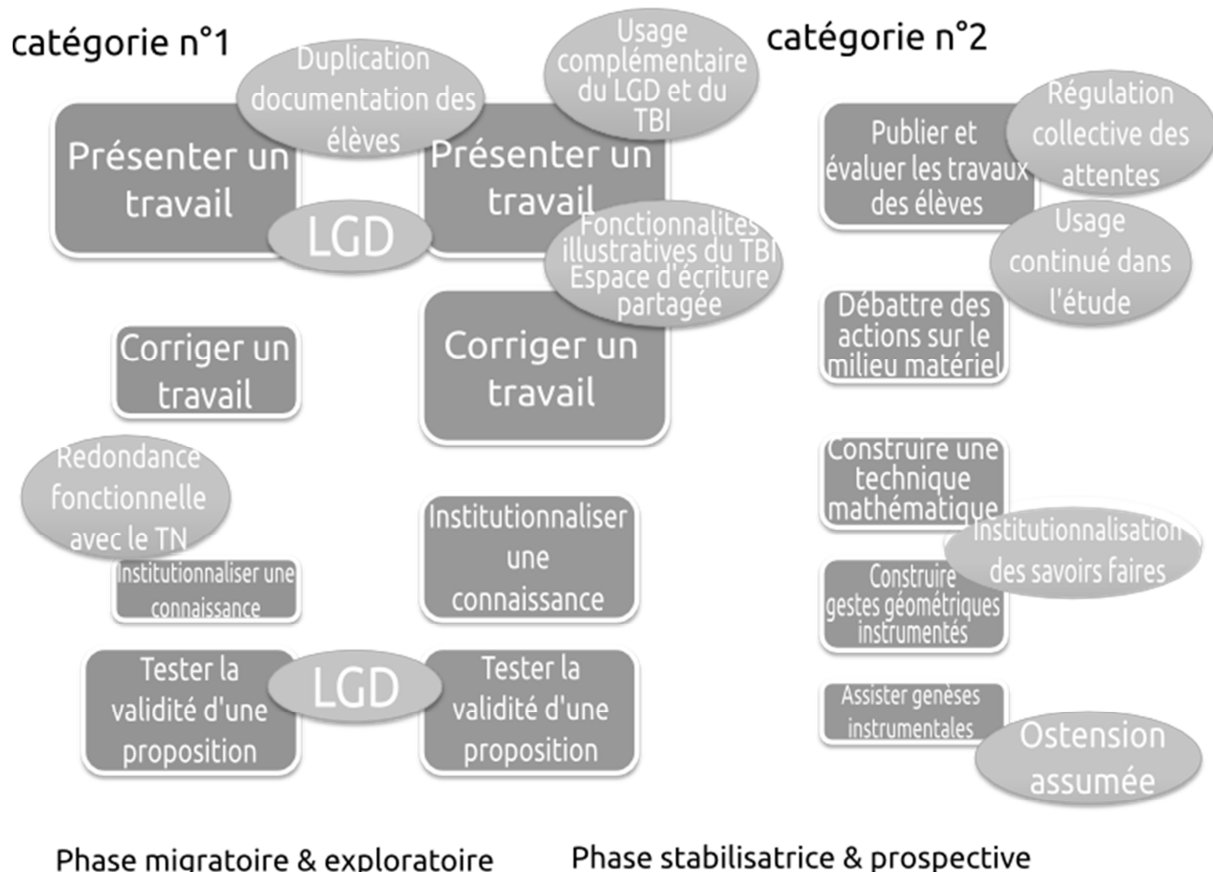 catégorie n°1
Duplication
documentation des
élèves
Usage
complémentaire
du LGD et du
TBI
catégorie n°2
Présenter un
travail
LGD
Présenter un
travail
Fonctionnalités
illustratives du TBI
Espace d'écriture
partagée
Publier et
évaluer les travaux
des élèves
Régulation
collective des
attentes
Usage
continué dans
l'étude
Corriger un
travail
Corriger un
travail
Débattre des
actions sur le
milieu matériel
Redondance
fonctionnelle
avec le TN
Institutionnaliser une
connaissance
Institutionnaliser
une
connaissance
Construire une
technique
mathématique
Institutionnalisation
des savoirs faires
Construire
gestes géométriques
instrumentés
Tester la
validité d'une
proposition
LGD
Tester la
validité d'une
proposition
Assister genèses
instrumentales
Ostension
assumée
Phase migratoire & exploratoire
Phase stabilisatrice & prospective